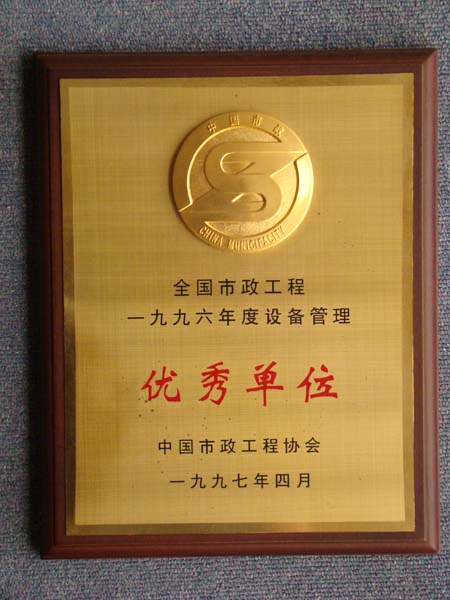 中国市政
CHINA MUNICIPALITY
全国市政工程
一九九六年度设备管理
优秀单位
中国市政工程协会
一九九七年四月